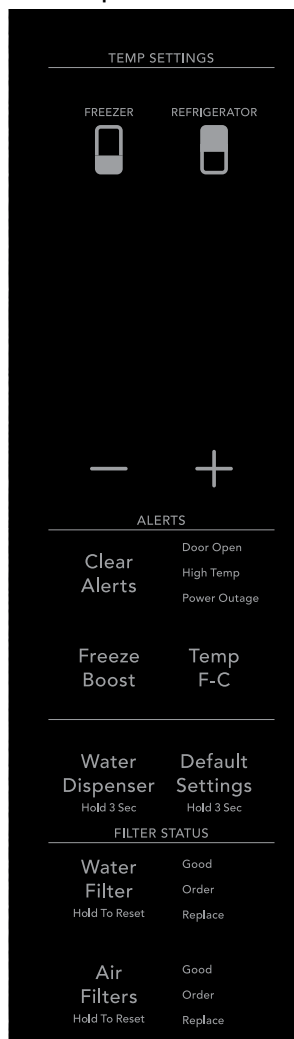 TEMP SETTINGS
FREEZER REFRIGERATOR
− +
ALERTS
Clear
Alerts
Door Open
High Temp
Power Outage
Freeze
Boost
Temp
F-C
Water
Dispenser
Hold 3 Sec
Default
Settings
Hold 3 Sec
FILTER STATUS
Water
Filter
Hold To Reset
Good
Order
Replace
Air
Filters
Hold To Reset
Good
Order
Replace